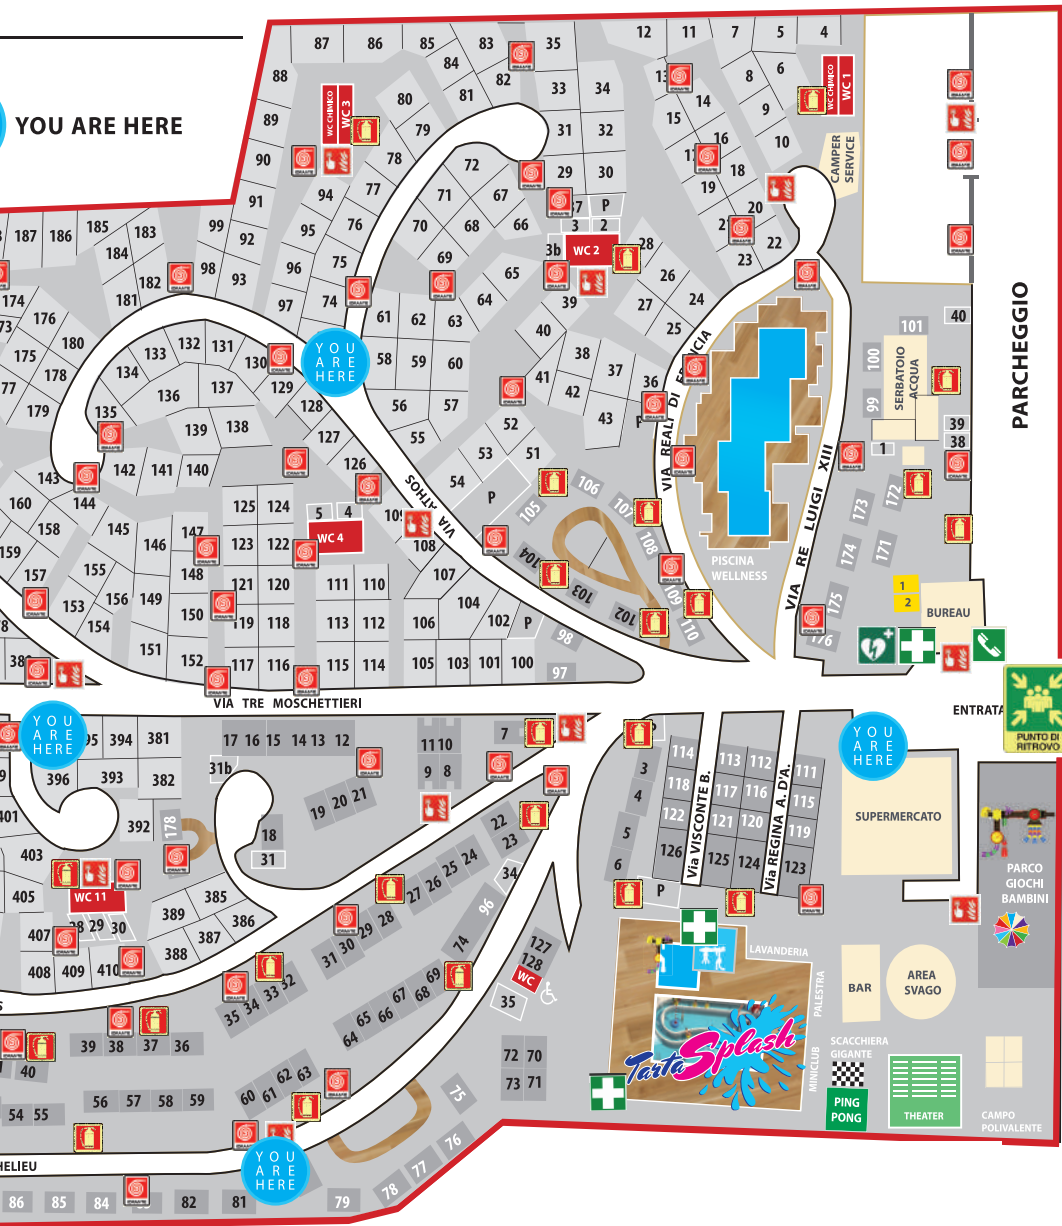 YOU ARE HERE
87 86 85 83 35 12 11 7 5 4
84
88 82 8 6
81 33 34
80 14 9
89 WC CHIMICO
WC 3
WC CHIMICO
WC 1
79 31 32 15 16 10
90 78 72 29 30 18
CAMPER
SERVICE
91 94 77 71 67 19 20
P
99 92 95 76 70 68 66 3 2 22
187 186 185 183
184 3b WC 2 28 23
182 98 93 96 75 69 65 26
181 97 74 64 39 27 24
174 176 61 62 63 40 25
180 133 132 131 130
175 178 134 58 59 60 38 37 36
179 136 137 129 41 42
135 128 56 57 43
139 138 127 55 52
143 142 141 140 126 53 51
144 54 P
160 158 145 146 147 125 124 5 4 109
159 123 122 WC 4 108
157 155 148 121 120 111 110 107
153 156 149 150 119 118 113 112 106 104 102 P
154 151 152 117 116 115 114 105 103 101 100
98 97
105 106 107 108 109 110
104 103 102
VIA ATHOS
VIA REALI DI FRANCIA
VIA RE LUIGI XIII
PISCINA
WELLNESS
101 40
100 99
SERBATOIO
ACQUA
39
38
1
172 173 171 174 175 176
1
2
BUREAU
PARCHEGGIO
ENTRATA
PUNTO DI
RITROVO
YOU
ARE
HERE
VIA TRE MOSCHETTIERI
YOU
ARE
HERE
394 381
396 393 382
392 178
403
405 WC 11
29 30
407 385
389 386
387
408 409 410 388
17 16 15 14 13 12
31b
11 10
9 8
7
19 20 21
18
31
22
23
24 25 26 27 28 29 30 31
32 33 34 35
34
96
74
69
68
67 66 65 64
127
128
WC
35
72 70
73 71
3
4
5
6
P
114 113 112 111
118 117 116 115
122 121 120 119
126 125 124 123
Via VISCONTE B.
Via REGINA A. D'A.
YOU
ARE
HERE
SUPERMERCATO
PARCO
GIOCHI
BAMBINI
LAVANDERIA
PALESTRA
MINICLUB
TartaSplash
BAR
AREA
SVAGO
SCACCHIERA
GIGANTE
PING
PONG
THEATER
CAMPO
POLIVALENTE
39 38 37 36
40
54 55 56 57 58 59
60 61 62 63
75
76
77
78
79
YOU
ARE
HERE
HELIEU
86 85 84 82 81